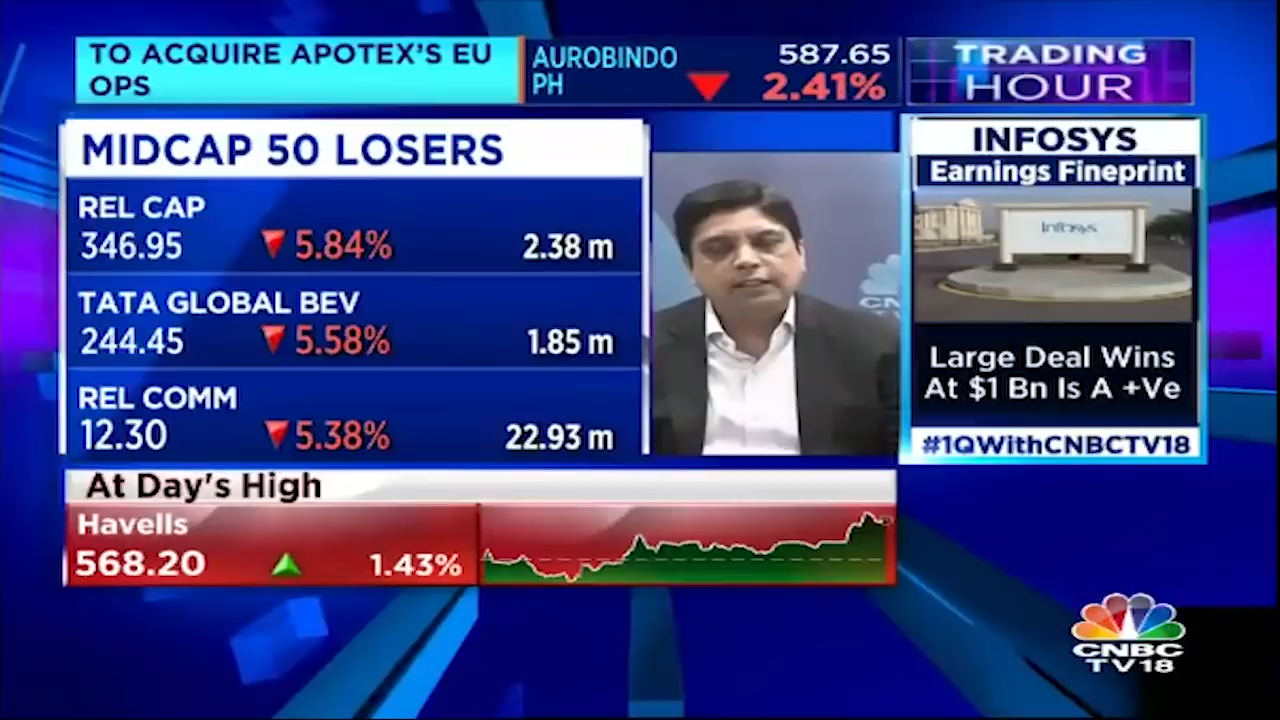 TO ACQUIRE APOTEX'S EU
OPS
AUROBINDO
PH
587.65
2.41%
TRADING
HOUR
MIDCAP 50 LOSERS
REL CAP
346.95 5.84% 2.38 m
TATA GLOBAL BEV
244.45 5.58% 1.85 m
REL COMM
12.30 5.38% 22.93 m
INFOSYS
Earnings Fineprint
Infosys
Large Deal Wins
At $1 Bn Is A +Ve
#1QWithCNBCTV18
At Day's High
Havells
568.20 1.43%
CNBC
TV18